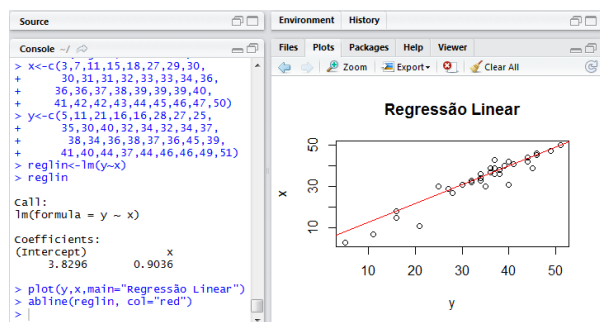 Source
Console ~/
> x<-c(3,7,11,15,18,27,29,30,
+ 30,31,31,32,33,33,34,36,
+ 36,36,37,38,39,39,39,40,
+ 41,42,42,43,44,45,46,47,50)
> y<-c(5,11,21,16,16,28,27,25,
+ 35,30,40,32,34,32,34,37,
+ 38,34,36,38,37,36,45,39,
+ 41,40,44,37,44,46,46,49,51)
> reglin<-lm(y~x)
> reglin
Call:
lm(formula = y ~ x)
Coefficients:
(Intercept) x
3.8296 0.9036
> plot(y,x,main="Regressão Linear")
> abline(reglin, col="red")
>
Environment History
Files Plots Packages Help Viewer
Zoom Export Clear All
Regressão Linear
50
30
10
x
10 20 30 40 50
y